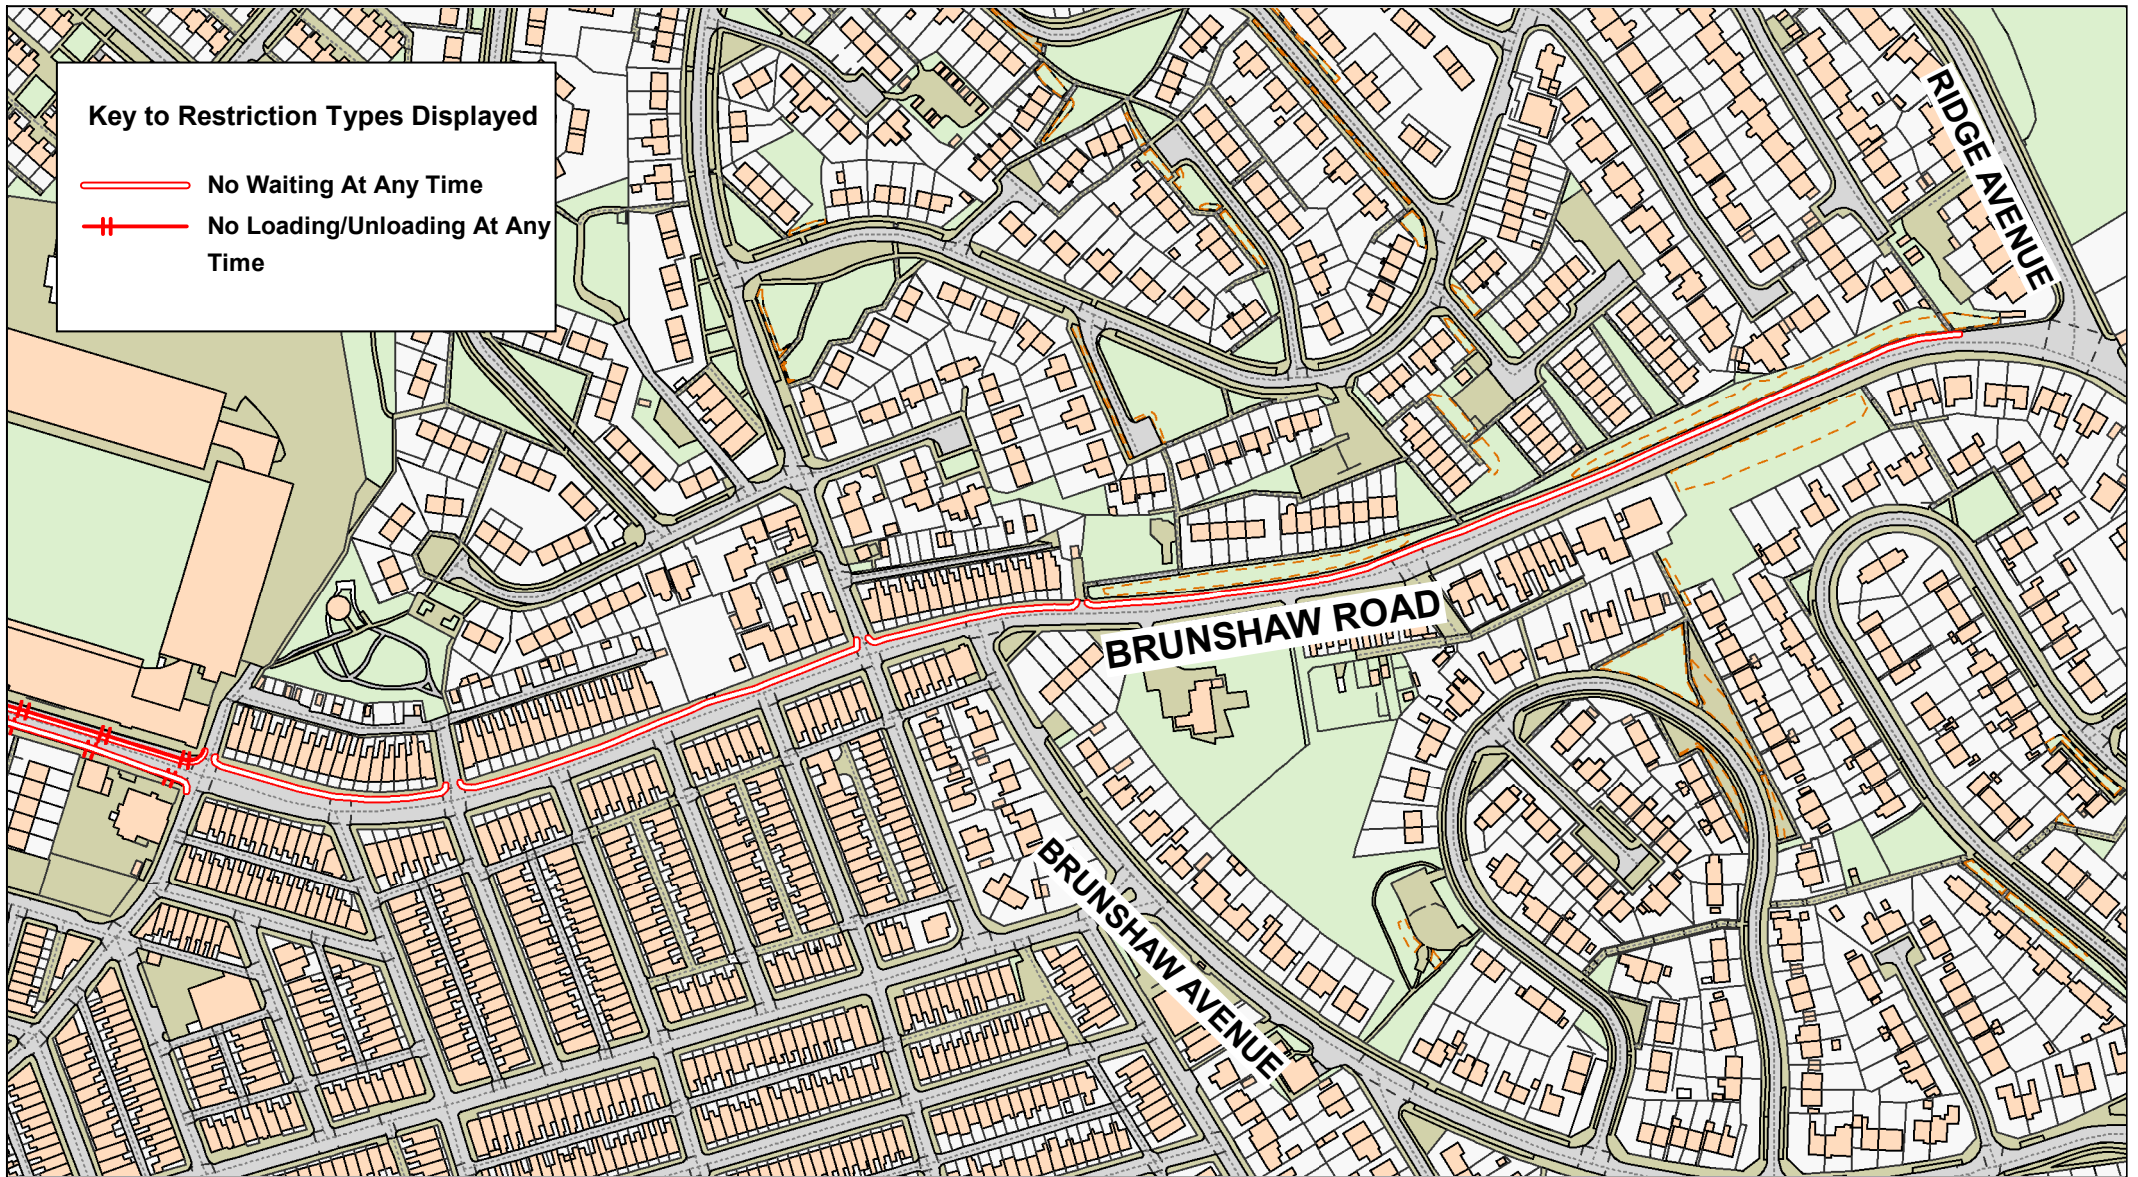 Key to Restriction Types Displayed
No Waiting At Any Time
No Loading/Unloading At Any
Time
RIDGE AVENUE
BRUNSHAW ROAD
BRUNSHAW AVENUE